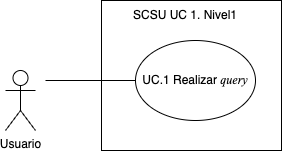 SCSU UC 1. Nivel1
UC.1 Realizar query
Usuario